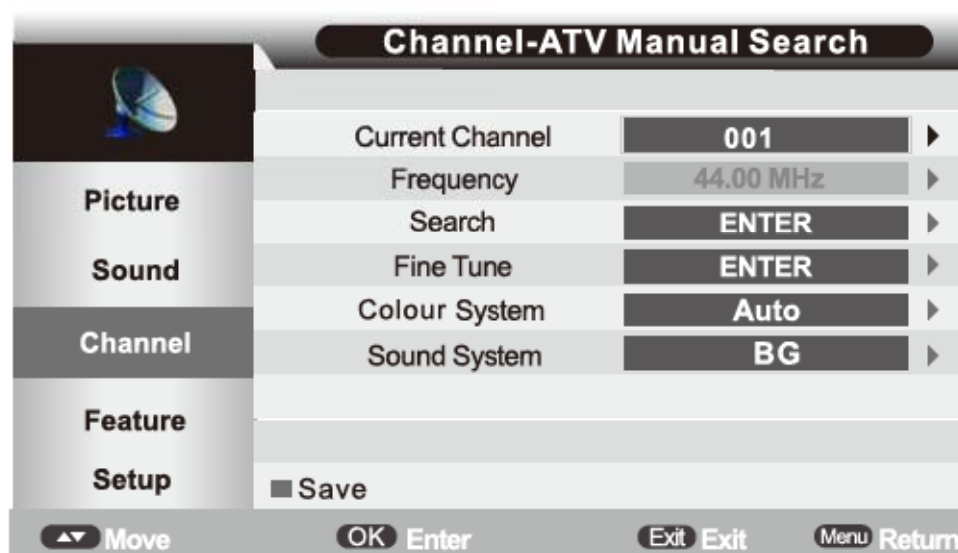 Channel-ATV Manual Search
Current Channel 001
Frequency 44.00 MHz
Search ENTER
Fine Tune ENTER
Colour System Auto
Sound System BG
Picture
Sound
Channel
Feature
Setup
Save
Move OK Enter Exit Exit Menu Return